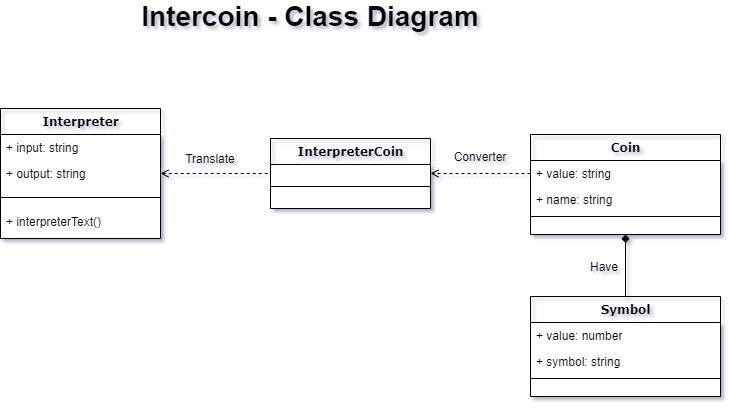 Intercoin - Class Diagram
Interpreter
+ input: string
+ output: string
+ interpreterText()
Translate
InterpreterCoin
Converter
Coin
+ value: string
+ name: string
Have
Symbol
+ value: number
+ symbol: string